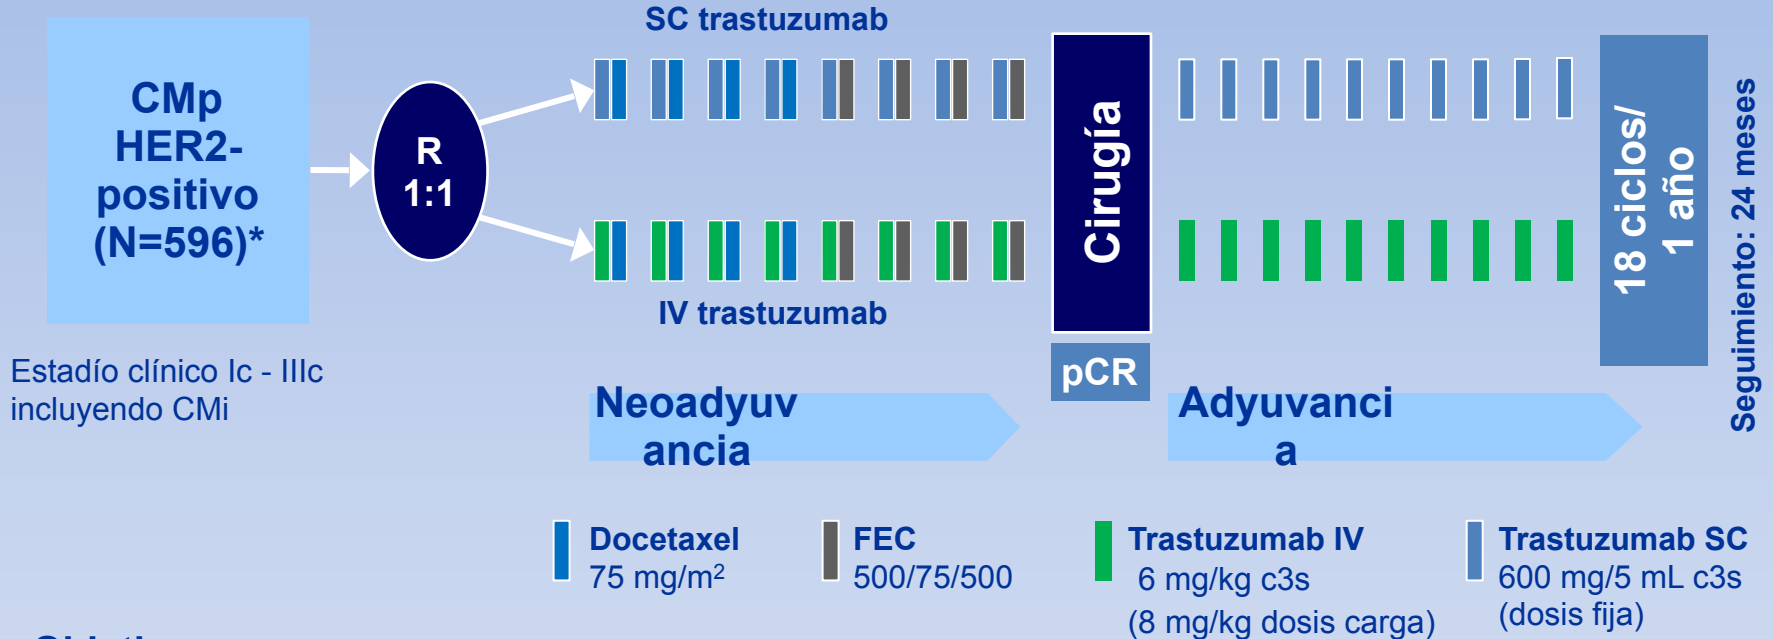 SC trastuzumab
CMp
HER2-
positivo
(N=596)*
R
1:1
Cirugía
18 ciclos/
1 año
Seguimiento: 24 meses
IV trastuzumab
Estadío clínico Ic - IIIc
incluyendo CMi
pCR
Neoadyuv
ancia
Adyuvanci
a
Docetaxel
75 mg/m²
FEC
500/75/500
Trastuzumab IV
6 mg/kg c3s
(8 mg/kg dosis carga)
Trastuzumab SC
600 mg/5 mL c3s
(dosis fija)